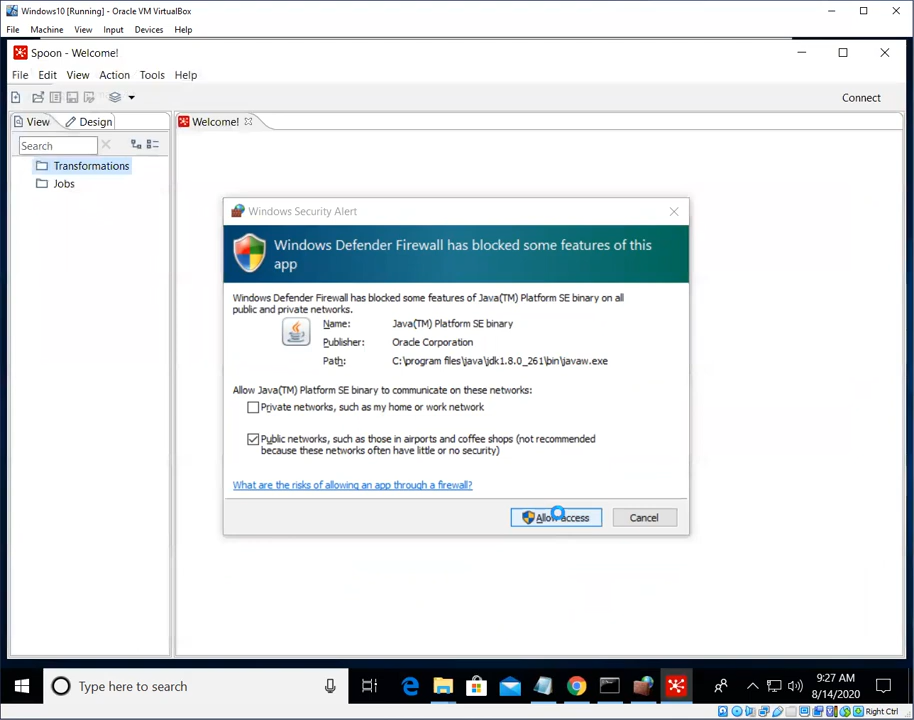 Windows10 [Running] - Oracle VM VirtualBox
File Machine View Input Devices Help
Spoon - Welcome!
File Edit View Action Tools Help
Connect
View Design Welcome!
Search
Transformations
Jobs
Windows Security Alert
Windows Defender Firewall has blocked some features of this
app
Windows Defender Firewall has blocked some features of Java(TM) Platform SE binary on all
public and private networks.
Name: Java(TM) Platform SE binary
Publisher: Oracle Corporation
Path: C:\program files\java\jdk1.8.0_261\bin\javaw.exe
Allow Java(TM) Platform SE binary to communicate on these networks:
Private networks, such as my home or work network
Public networks, such as those in airports and coffee shops (not recommended
because these networks often have little or no security)
What are the risks of allowing an app through a firewall?
Allow access Cancel
Type here to search
9:27 AM
8/14/2020
Right Ctrl